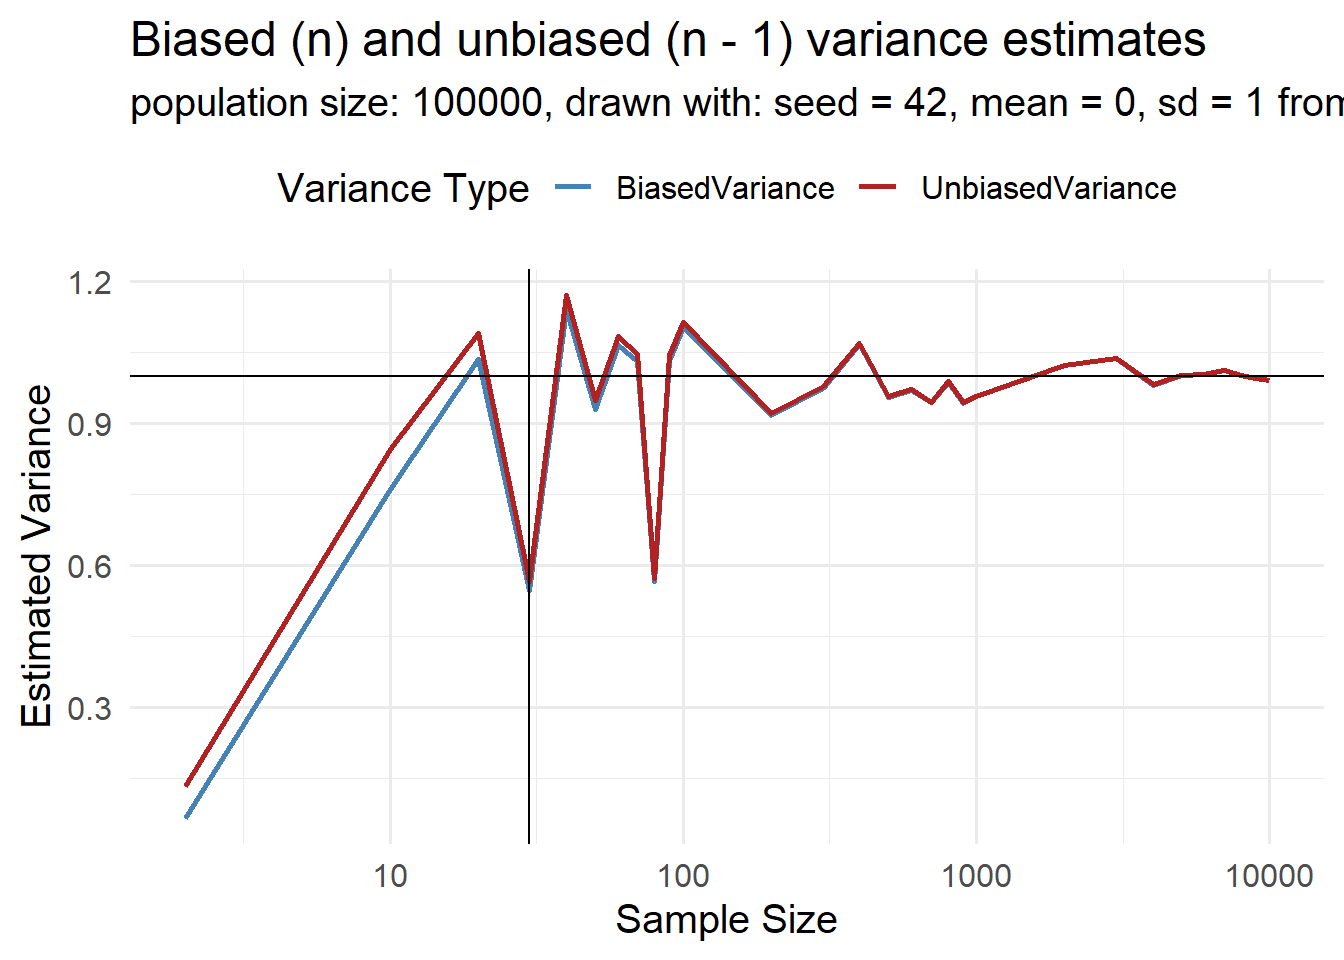 Biased (n) and unbiased (n - 1) variance estimates
population size: 100000, drawn with: seed = 42, mean = 0, sd = 1 from
Variance Type BiasedVariance UnbiasedVariance
1.2
0.9
0.6
0.3
Estimated Variance
10 100 1000 10000
Sample Size